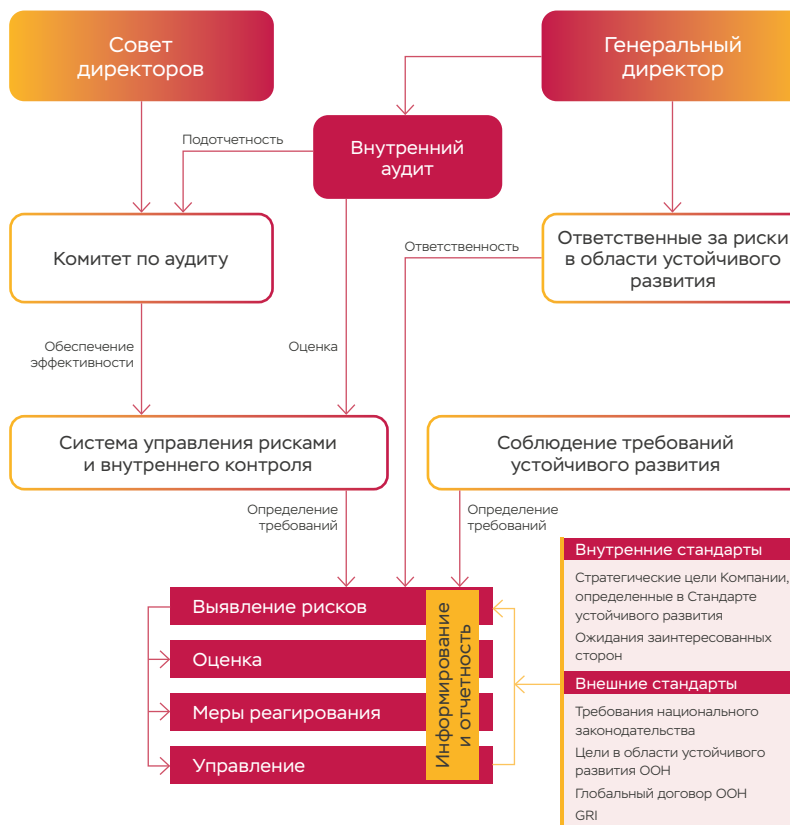 Совет
директоров
Генеральный
директор
Подотчетность
Внутренний
аудит
Комитет по аудиту
Ответственность
Ответственные за риски
в области устойчивого
развития
Обеспечение
эффективности
Оценка
Система управления рисками
и внутреннего контроля
Соблюдение требований
устойчивого развития
Определение
требований
Определение
требований
Выявление рисков
Оценка
Меры реагирования
Управление
Информирование
и отчетность
Внутренние стандарты
Стратегические цели Компании,
определенные в Стандарте
устойчивого развития
Ожидания заинтересованных
сторон
Внешние стандарты
Требования национального
законодательства
Цели в области устойчивого
развития ООН
Глобальный договор ООН
GRI